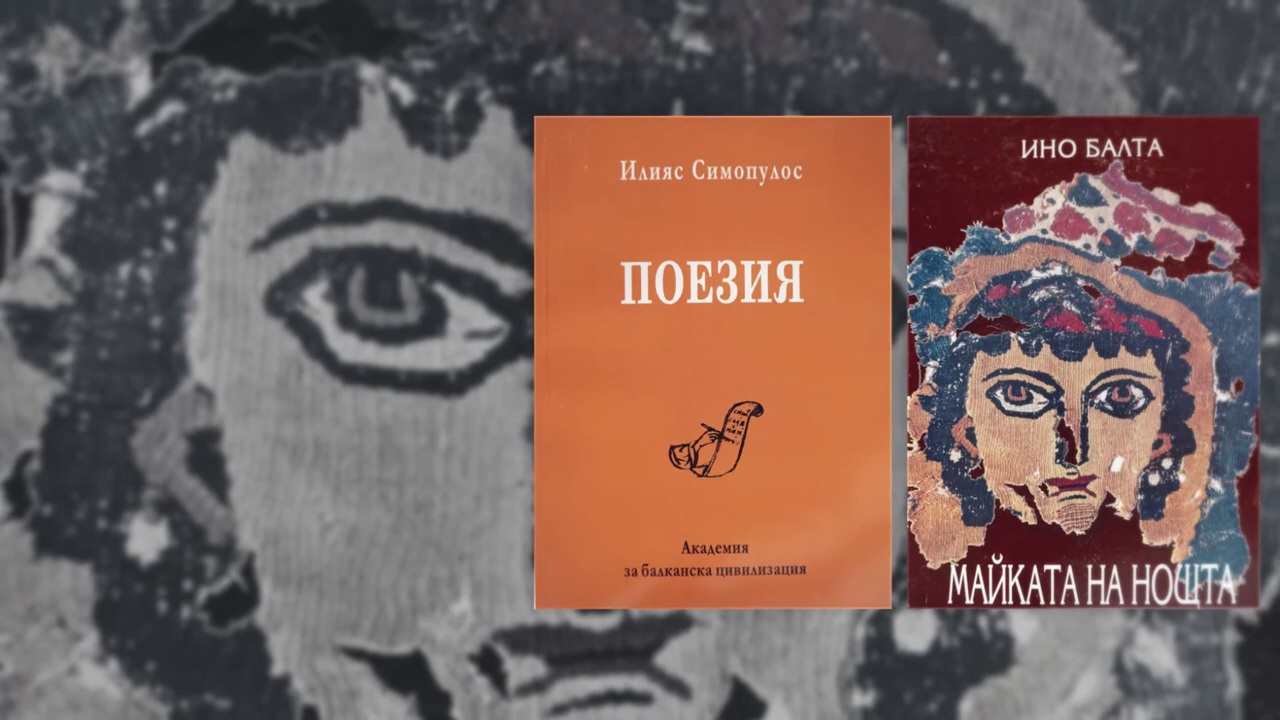 Илияс Симопулос
ПОЕЗИЯ
Академия
за балканска цивилизация
ИНО БАЛТА
МАЙКАТА НА НОЩТА